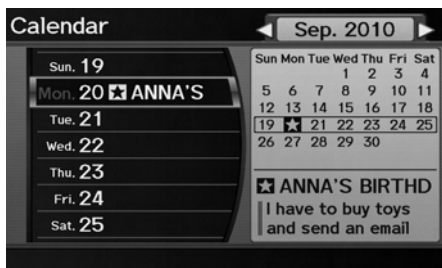 Calendar
Sep. 2010
Sun. 19
Mon. 20 ANNA'S
Tue. 21
Wed. 22
Thu. 23
Fri. 24
Sat. 25
Sun Mon Tue Wed Thu Fri Sat
1 2 3 4
5 6 7 8 9 10 11
12 13 14 15 16 17 18
19 21 22 23 24 25
26 27 28 29 30
ANNA'S BIRTHD
I have to buy toys
and send an email